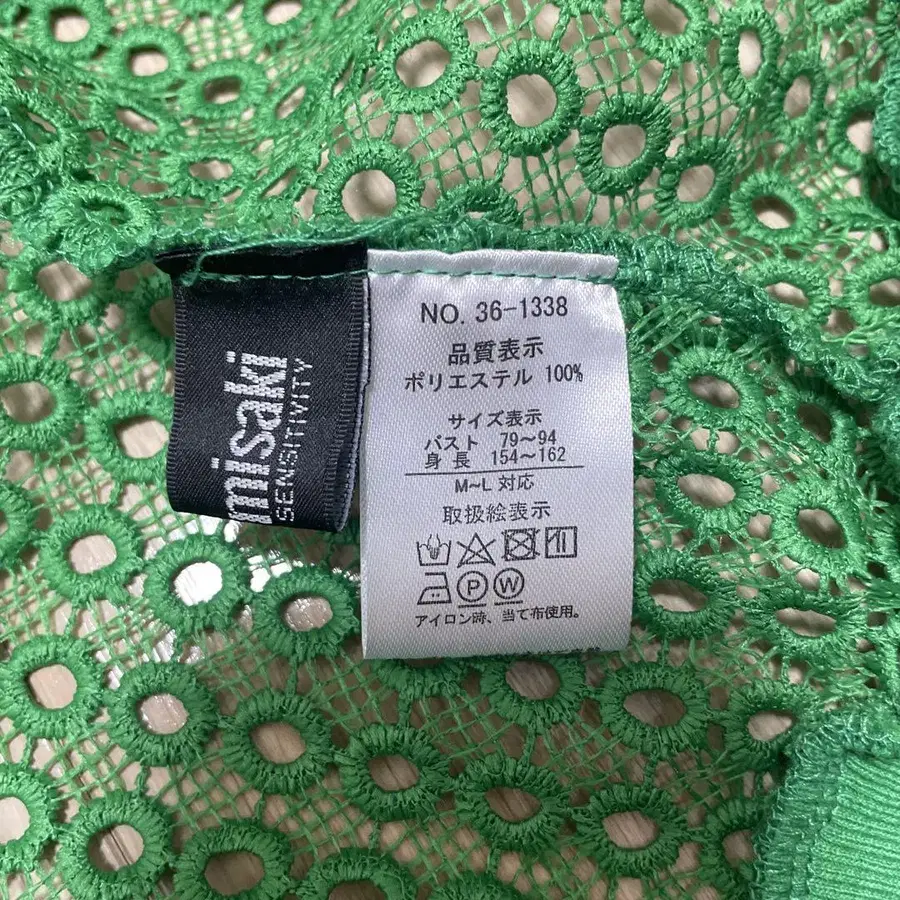 misaki
SENSITIVITY
NO. 36-1338
品質表示
ポリエステル 100%
サイズ表示
バスト 79～94
身長 154～162
M～L 対応
取扱絵表示
P W
アイロン跡、当て布使用。